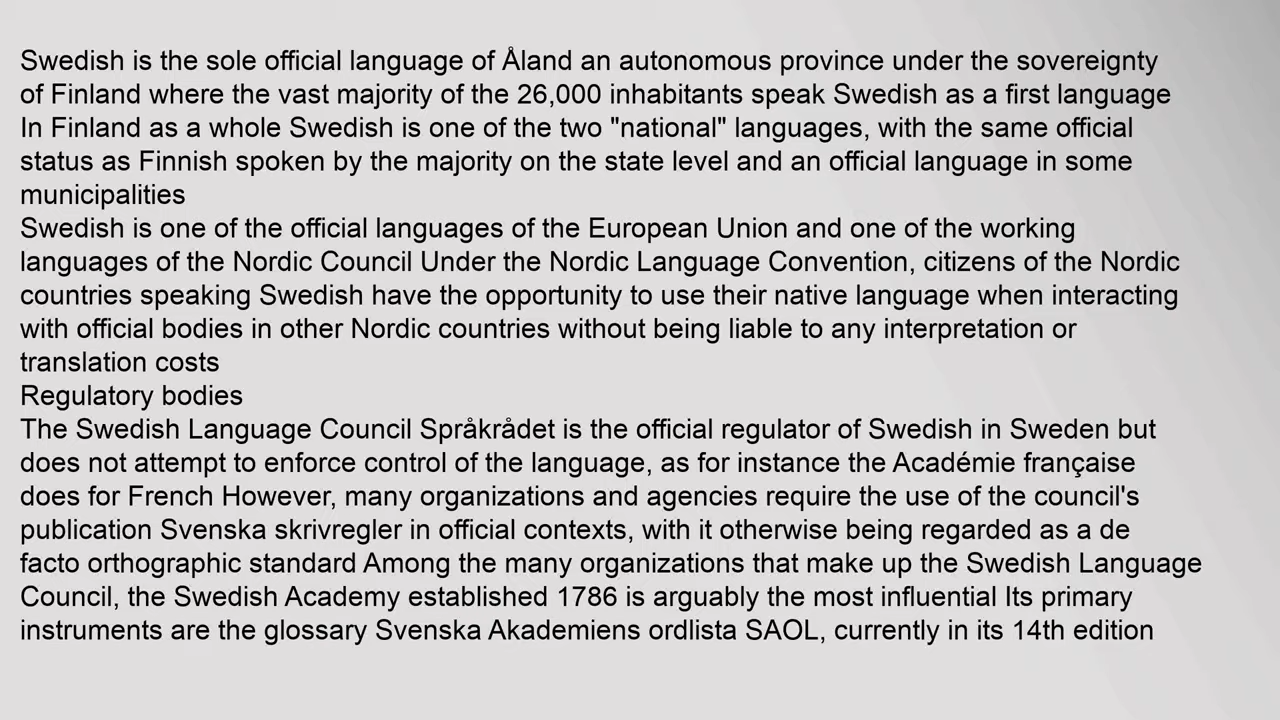 Swedish is the sole official language of Åland an autonomous province under the sovereignty
of Finland where the vast majority of the 26,000 inhabitants speak Swedish as a first language
In Finland as a whole Swedish is one of the two "national" languages, with the same official
status as Finnish spoken by the majority on the state level and an official language in some
municipalities
Swedish is one of the official languages of the European Union and one of the working
languages of the Nordic Council Under the Nordic Language Convention, citizens of the Nordic
countries speaking Swedish have the opportunity to use their native language when interacting
with official bodies in other Nordic countries without being liable to any interpretation or
translation costs
Regulatory bodies
The Swedish Language Council Språkrådet is the official regulator of Swedish in Sweden but
does not attempt to enforce control of the language, as for instance the Académie française
does for French However, many organizations and agencies require the use of the council's
publication Svenska skrivregler in official contexts, with it otherwise being regarded as a de
facto orthographic standard Among the many organizations that make up the Swedish Language
Council, the Swedish Academy established 1786 is arguably the most influential Its primary
instruments are the glossary Svenska Akademiens ordlista SAOL, currently in its 14th edition